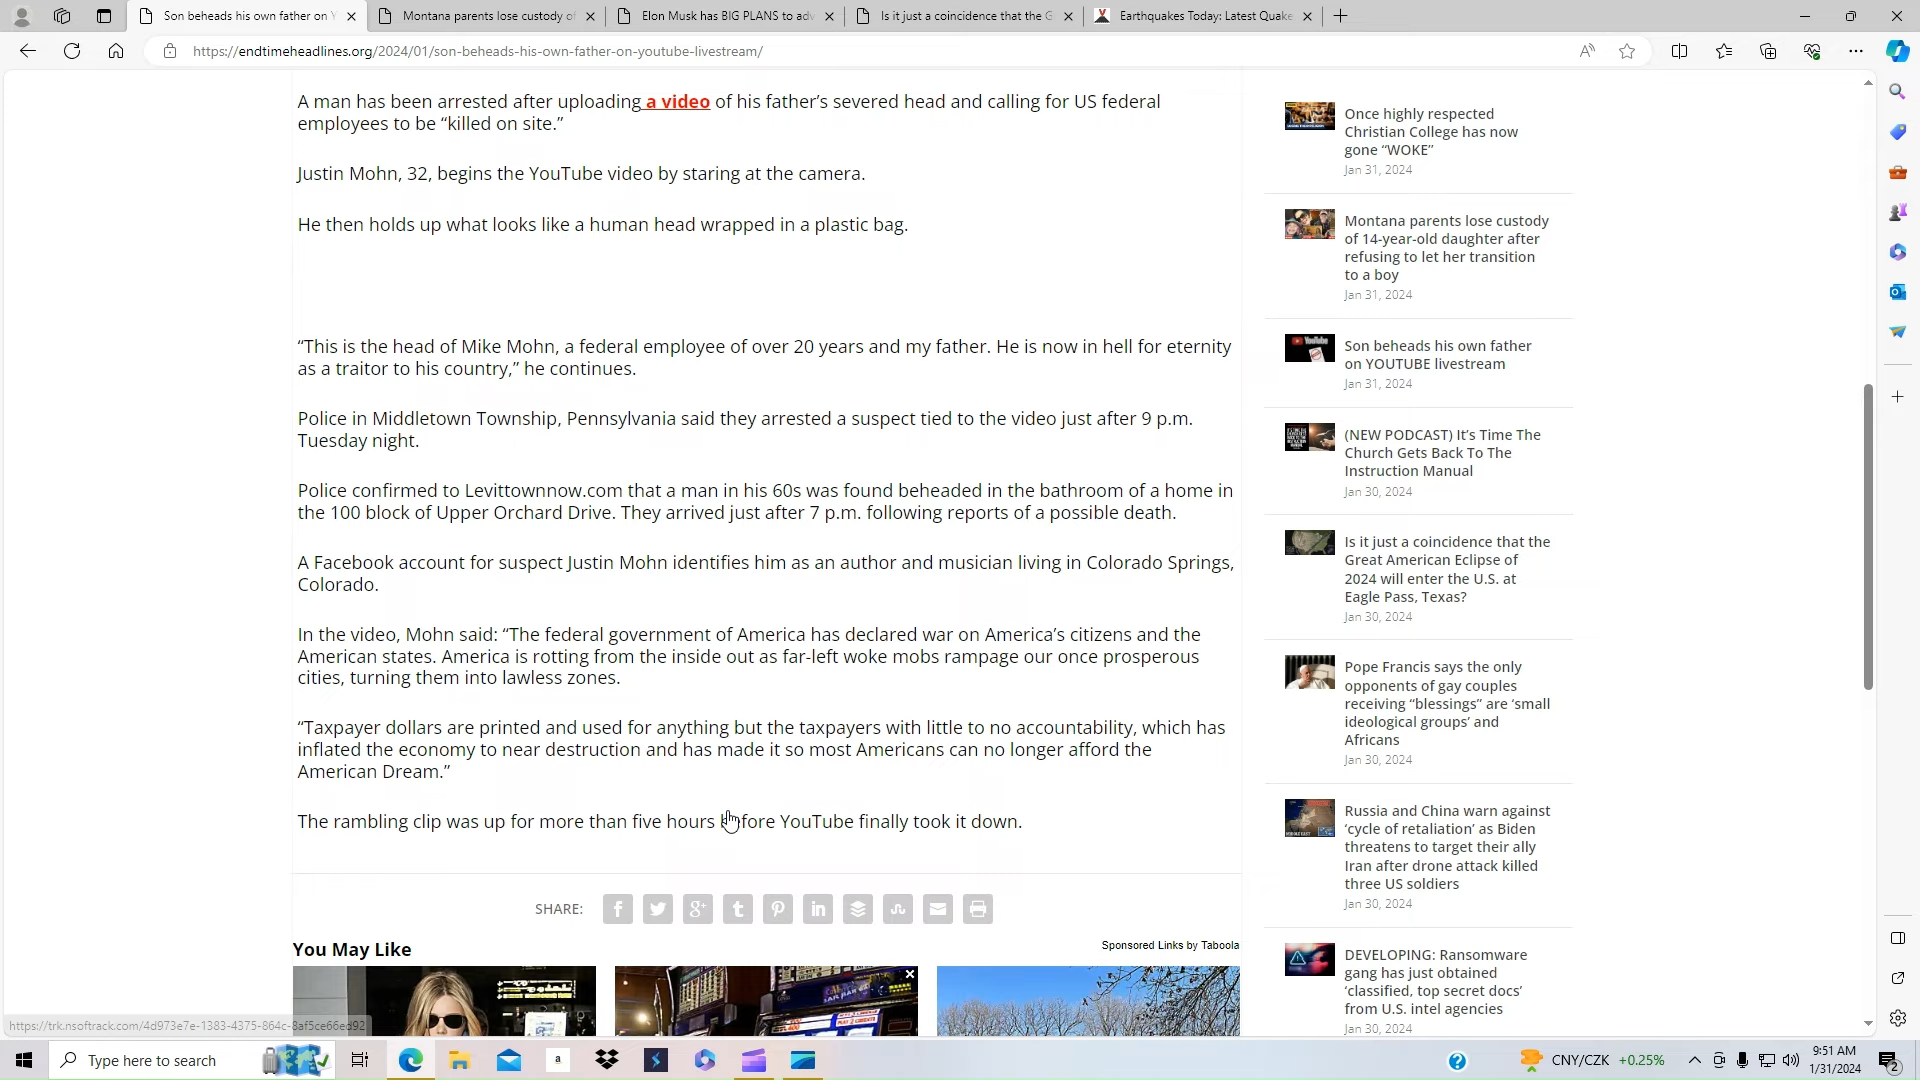 Son beheads his own father on Y
Montana parents lose custody of
Elon Musk has BIG PLANS to adv
Is it just a coincidence that the G
Earthquakes Today: Latest Quake
https://endtimeheadlines.org/2024/01/son-beheads-his-own-father-on-youtube-livestream/
A man has been arrested after uploading a video of his father’s severed head and calling for US federal
employees to be “killed on site.”
Justin Mohn, 32, begins the YouTube video by staring at the camera.
He then holds up what looks like a human head wrapped in a plastic bag.
“This is the head of Mike Mohn, a federal employee of over 20 years and my father. He is now in hell for eternity
as a traitor to his country,” he continues.
Police in Middletown Township, Pennsylvania said they arrested a suspect tied to the video just after 9 p.m.
Tuesday night.
Police confirmed to Levittownnow.com that a man in his 60s was found beheaded in the bathroom of a home in
the 100 block of Upper Orchard Drive. They arrived just after 7 p.m. following reports of a possible death.
A Facebook account for suspect Justin Mohn identifies him as an author and musician living in Colorado Springs,
Colorado.
In the video, Mohn said: “The federal government of America has declared war on America’s citizens and the
American states. America is rotting from the inside out as far-left woke mobs rampage our once prosperous
cities, turning them into lawless zones.
“Taxpayer dollars are printed and used for anything but the taxpayers with little to no accountability, which has
inflated the economy to near destruction and has made it so most Americans can no longer afford the
American Dream.”
The rambling clip was up for more than five hours before YouTube finally took it down.
SHARE:
You May Like
Sponsored Links by Taboola
Once highly respected
Christian College has now
gone “WOKE”
Jan 31, 2024
Montana parents lose custody
of 14-year-old daughter after
refusing to let her transition
to a boy
Jan 31, 2024
Son beheads his own father
on YOUTUBE livestream
Jan 31, 2024
(NEW PODCAST) It’s Time The
Church Gets Back To The
Instruction Manual
Jan 30, 2024
Is it just a coincidence that the
Great American Eclipse of
2024 will enter the U.S. at
Eagle Pass, Texas?
Jan 30, 2024
Pope Francis says the only
opponents of gay couples
receiving “blessings” are ‘small
ideological groups’ and
Africans
Jan 30, 2024
Russia and China warn against
‘cycle of retaliation’ as Biden
threatens to target their ally
Iran after drone attack killed
three US soldiers
Jan 30, 2024
DEVELOPING: Ransomware
gang has just obtained
‘classified, top secret docs’
from U.S. intel agencies
Jan 30, 2024
https://trk.nsoftrack.com/4d973e7e-1383-4375-864c-8af5ce66ed92
Type here to search
CNY/CZK +0.25%
9:51 AM
1/31/2024
2